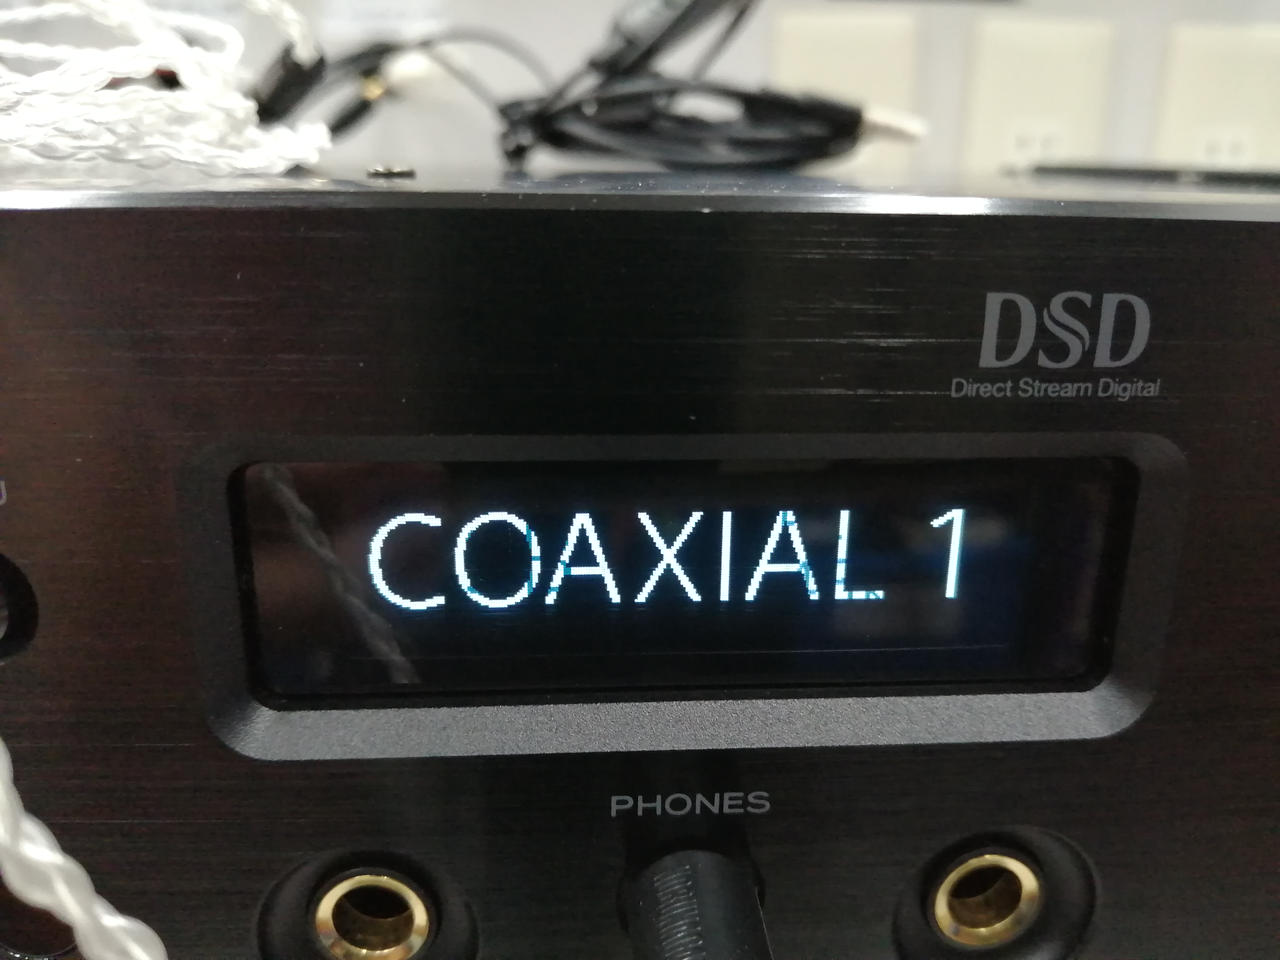 DSD
Direct Stream Digital
COAXIAL 1
PHONES